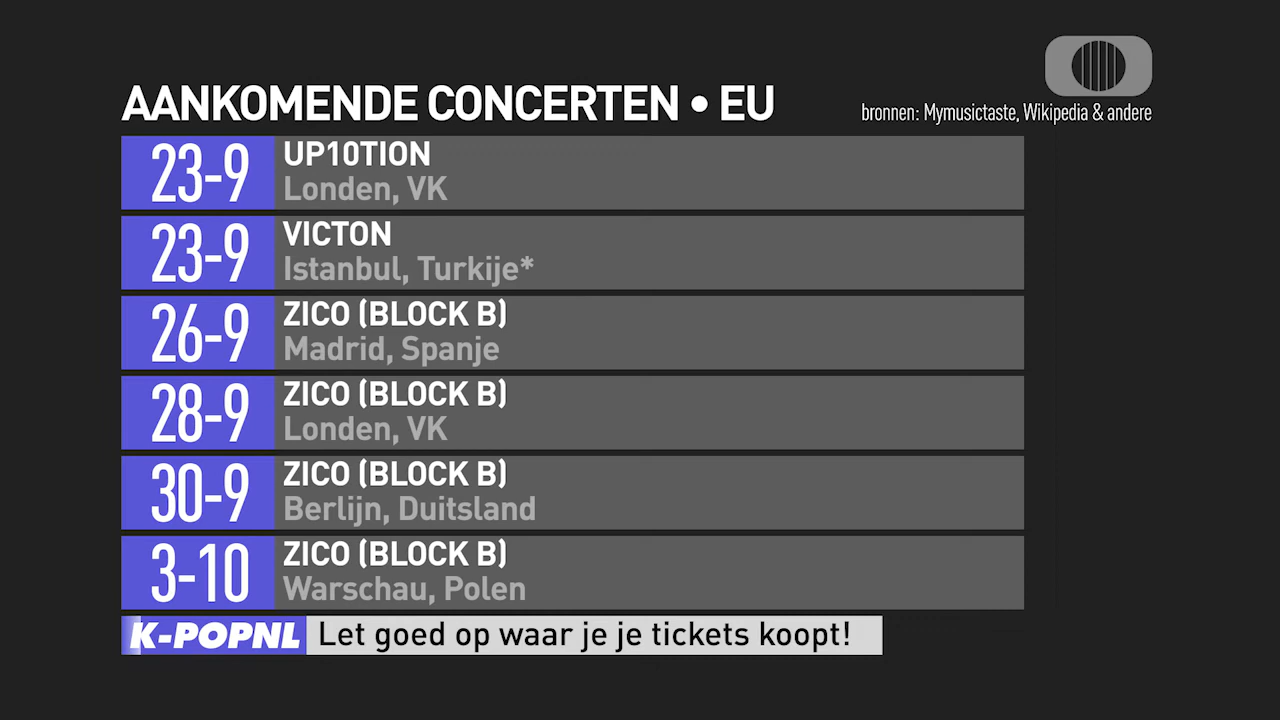 AANKOMENDE CONCERTEN • EU
bronnen: Mymusictaste, Wikipedia & andere
23-9
UP10TION
Londen, VK
23-9
VICTON
Istanbul, Turkije*
26-9
ZICO (BLOCK B)
Madrid, Spanje
28-9
ZICO (BLOCK B)
Londen, VK
30-9
ZICO (BLOCK B)
Berlijn, Duitsland
3-10
ZICO (BLOCK B)
Warschau, Polen
K-POPNL Let goed op waar je je tickets koopt!